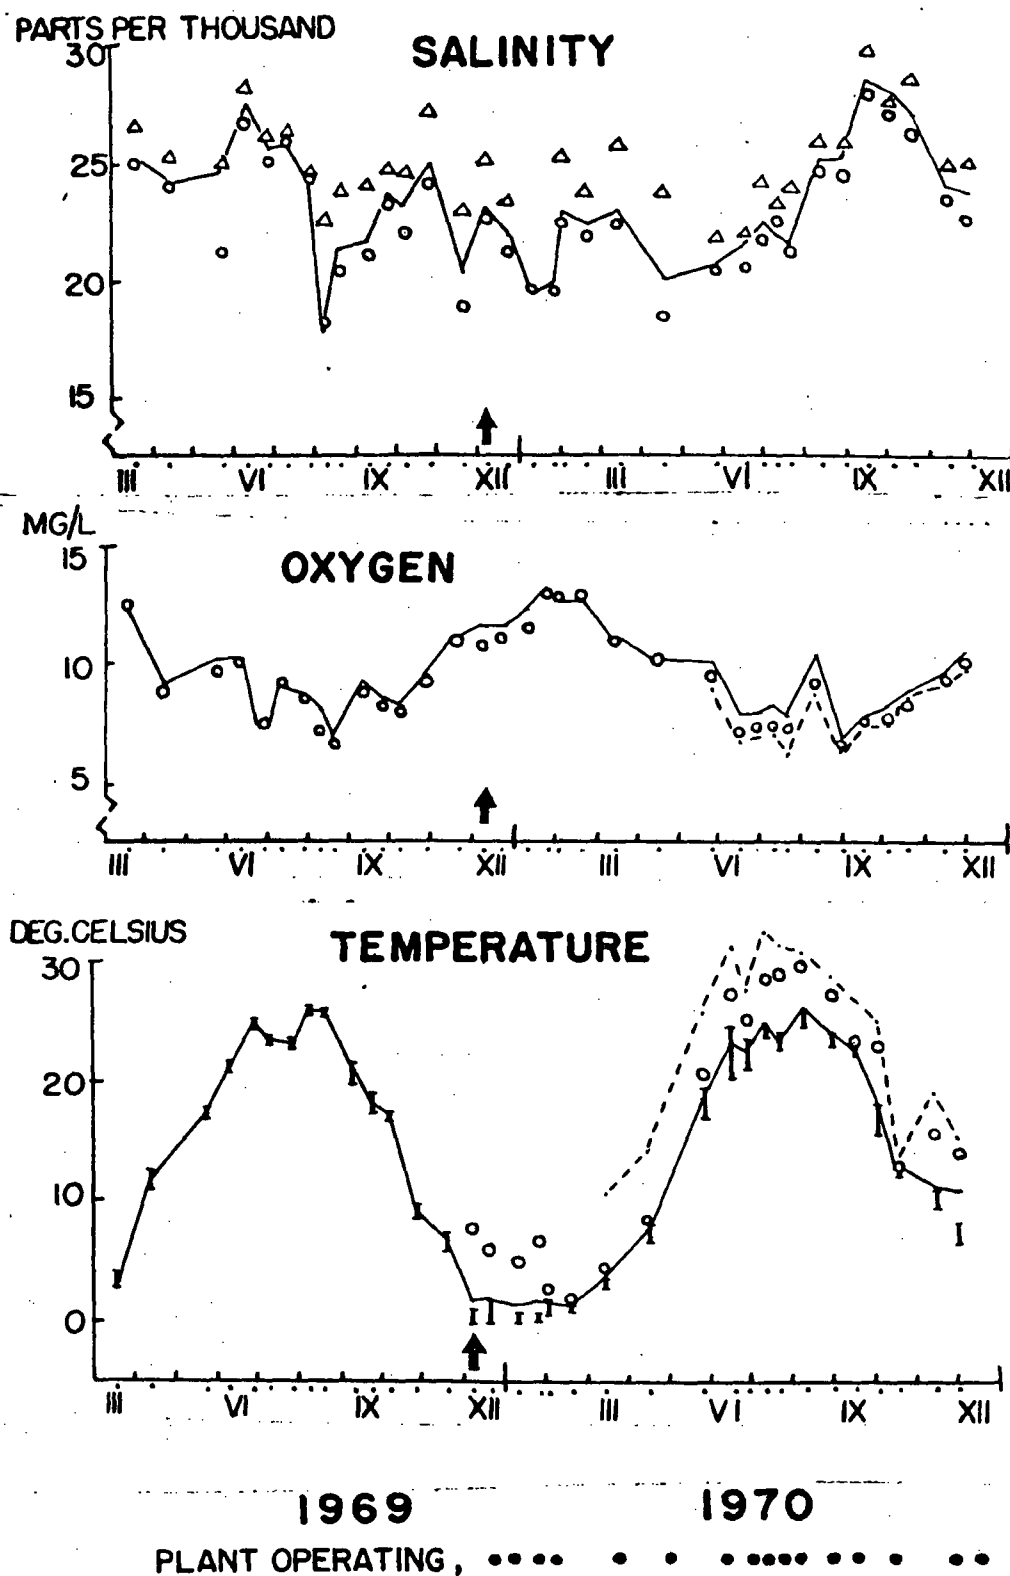 PARTS PER THOUSAND
SALINITY
30
25
20
15
III VI IX XII III VI IX XII
MG/L
OXYGEN
15
10
5
III VI IX XII III VI IX XII
DEG.CELSIUS
TEMPERATURE
30
20
10
0
III VI IX XII III VI IX XII
1969 1970
PLANT OPERATING,